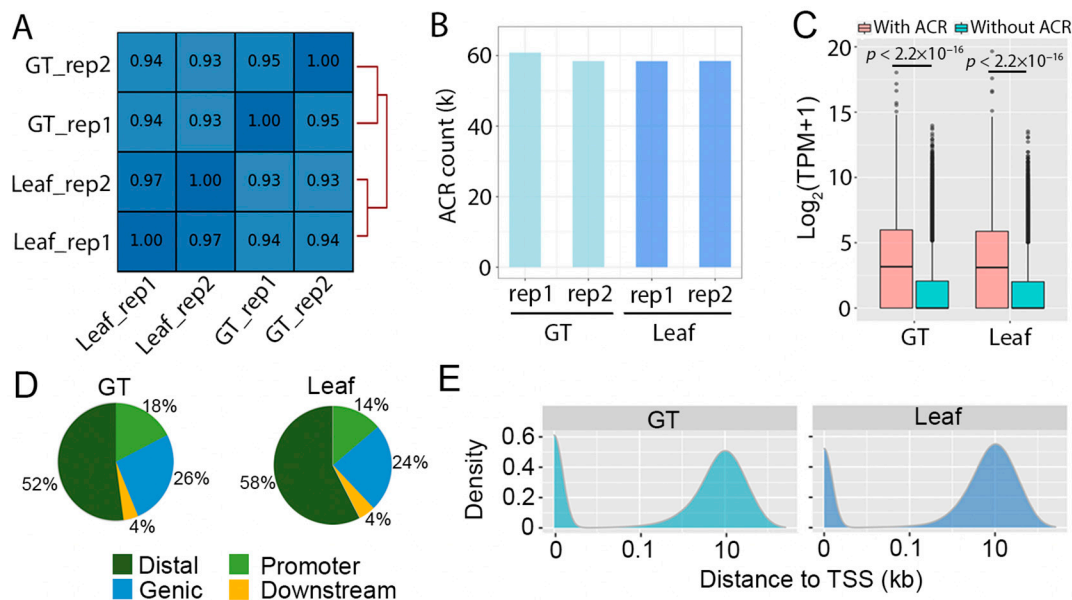 A
GT_rep2
0.94 0.93 0.95 1.00
GT_rep1
0.94 0.93 1.00 0.95
Leaf_rep2
0.97 1.00 0.93 0.93
Leaf_rep1
1.00 0.97 0.94 0.94
Leaf_rep1
Leaf_rep2
GT_rep1
GT_rep2
B
ACR count (k)
60
40
20
0
rep1 rep2 rep1 rep2
GT Leaf
C
With ACR Without ACR
Log₂(TPM+1)
20
15
10
5
0
p < 2.2×10⁻¹⁶
p < 2.2×10⁻¹⁶
GT Leaf
D
GT
18%
26%
4%
52%
Leaf
14%
24%
4%
58%
Distal Promoter
Genic Downstream
E
GT Leaf
Density
0.6
0.4
0.2
0
0 0.1 10 0 0.1 10
Distance to TSS (kb)